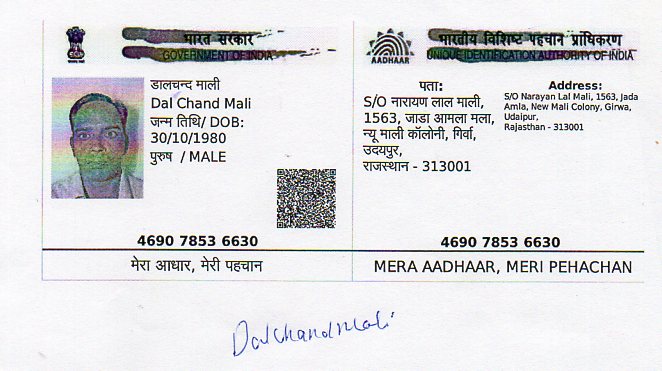 भारत सरकार
GOVERNMENT OF INDIA
डालचन्द माली
Dal Chand Mali
जन्म तिथि/ DOB:
30/10/1980
पुरुष / MALE
4690 7853 6630
मेरा आधार, मेरी पहचान
भारतीय विशिष्ट पहचान प्राधिकरण
UNIQUE IDENTIFICATION AUTHORITY OF INDIA
AADHAAR
पता:
S/O नारायण लाल माली,
1563, जाडा आमला मला,
न्यू माली कॉलोनी, गिर्वा,
उदयपुर,
राजस्थान - 313001
Address:
S/O Narayan Lal Mali, 1563, Jada
Amla, New Mali Colony, Girwa,
Udaipur,
Rajasthan - 313001
4690 7853 6630
MERA AADHAAR, MERI PEHACHAN
Dal Chand Mali